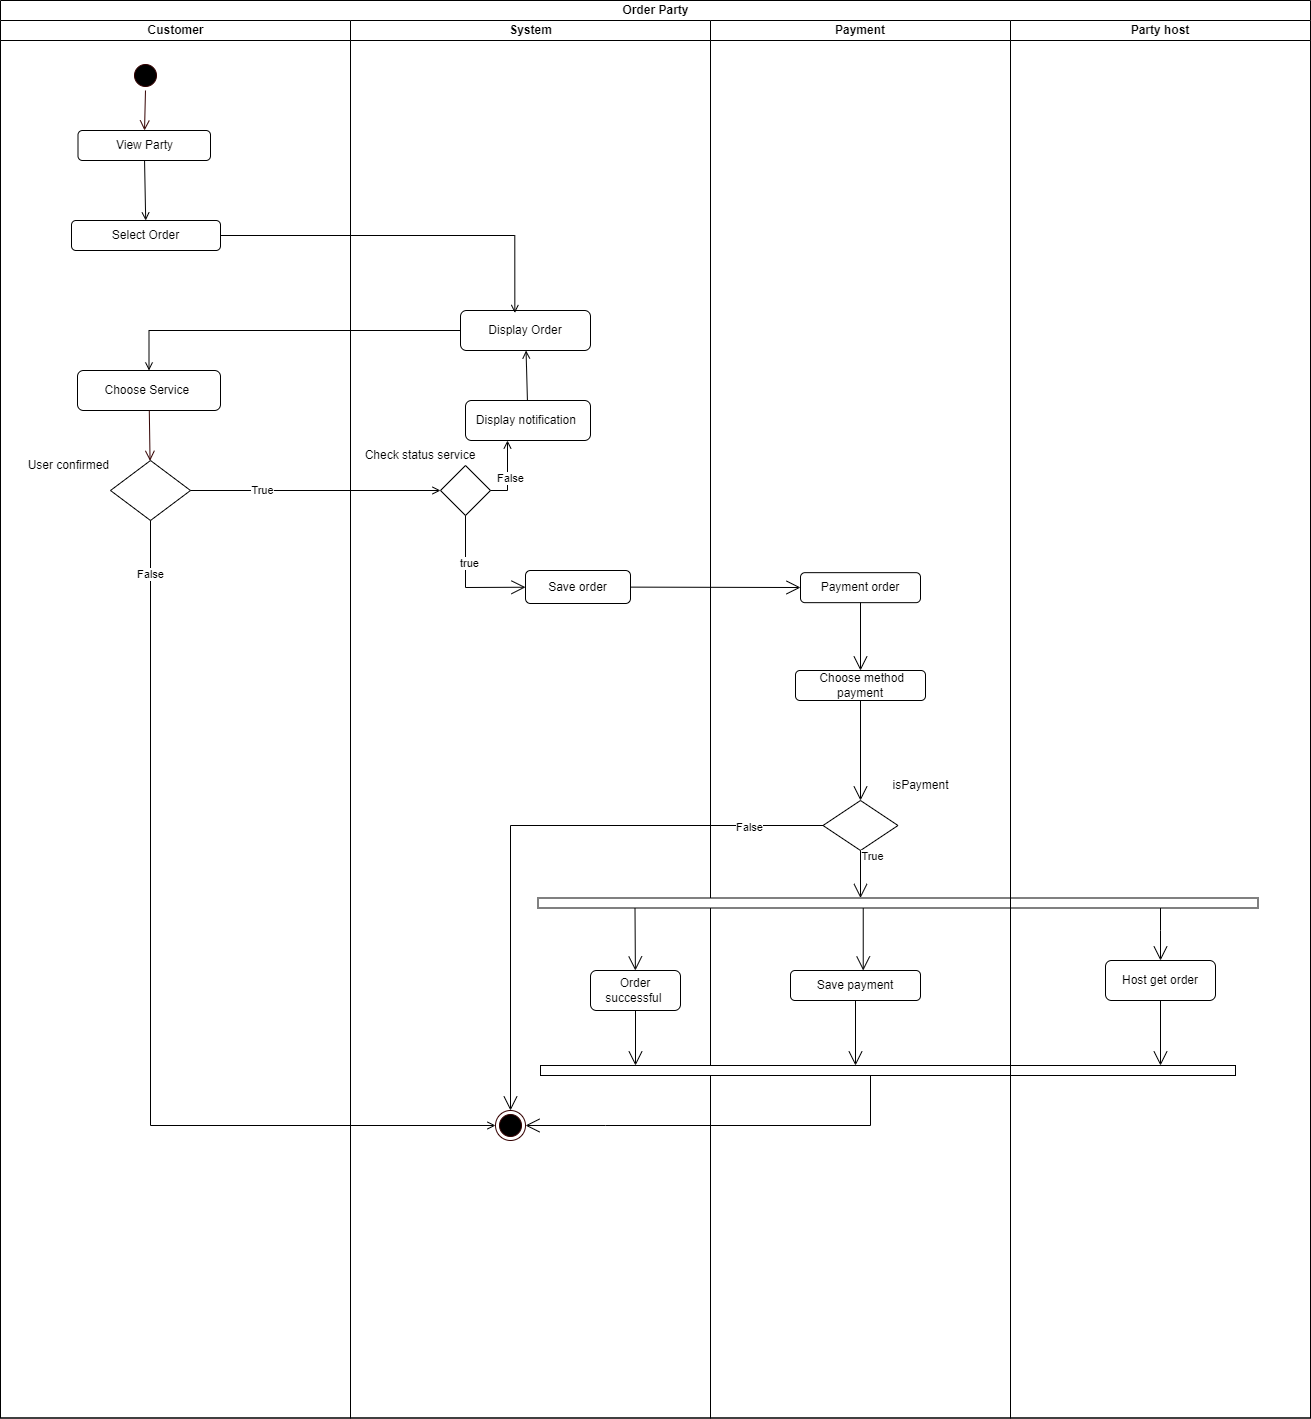 Order Party
Customer
System
Payment
Party host
View Party
Select Order
Display Order
Choose Service
Display notification
Check status service
User confirmed
False
True
true
False
Save order
Payment order
Choose method
payment
isPayment
False
True
Order
successful
Save payment
Host get order